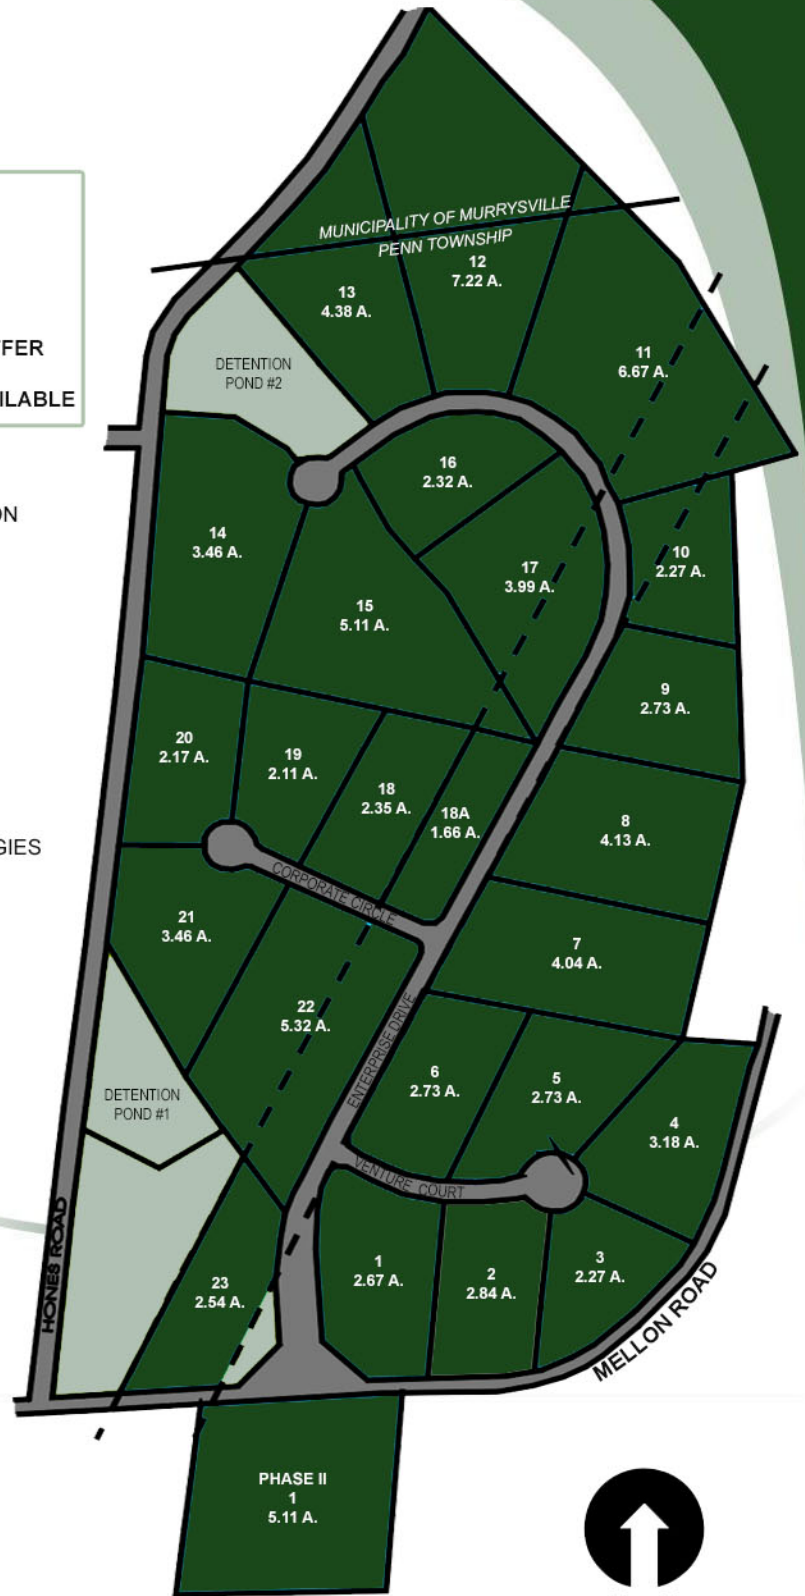 MUNICIPALITY OF MURRYSVILLE
PENN TOWNSHIP
12
7.22 A.
13
4.38 A.
FER
ILABLE
DETENTION
POND #2
11
6.67 A.
16
2.32 A.
ON
14
3.46 A.
17
3.99 A.
10
2.27 A.
15
5.11 A.
9
2.73 A.
20
2.17 A.
19
2.11 A.
18
2.35 A.
18A
1.66 A.
8
4.13 A.
GIES
CORPORATE CIRCLE
21
3.46 A.
7
4.04 A.
22
5.32 A.
ENTERPRISE DRIVE
6
2.73 A.
5
2.73 A.
DETENTION
POND #1
4
3.18 A.
VENTURE COURT
HONES ROAD
1
2.67 A.
2
2.84 A.
3
2.27 A.
23
2.54 A.
MELLON ROAD
PHASE II
1
5.11 A.